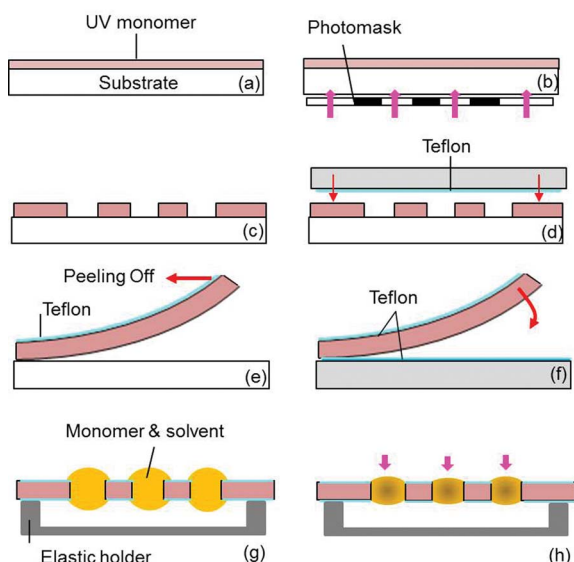 UV monomer
Substrate
(a)
Photomask
(b)
(c)
Teflon
(d)
Peeling Off
Teflon
(e)
Teflon
(f)
Monomer & solvent
Elastic holder
(g)
(h)